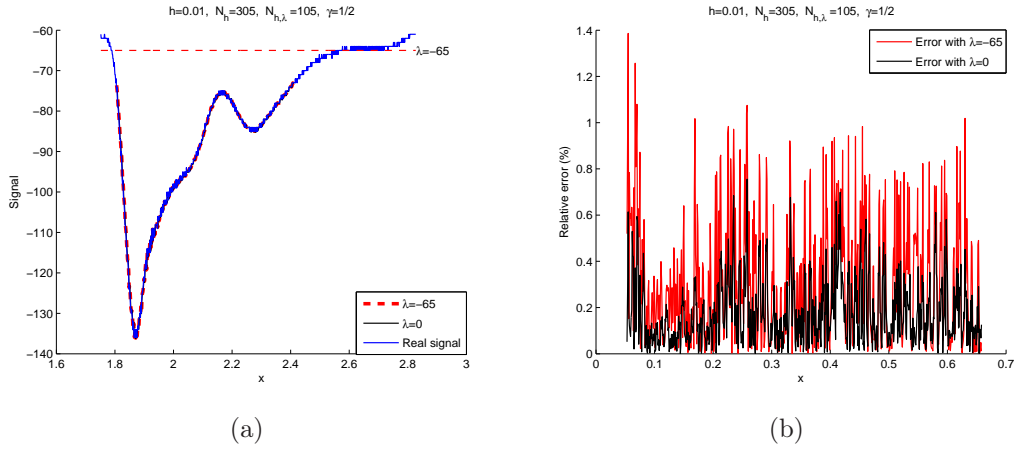 h=0.01, N_h=305, N_{h,λ}=105, γ=1/2
Signal
-60
-70
-80
-90
-100
-110
-120
-130
-140
λ=-65
λ=-65
λ=0
Real signal
1.6 1.8 2 2.2 2.4 2.6 2.8 3
x
(a)
h=0.01, N_h=305, N_{h,λ}=105, γ=1/2
Relative error (%)
1.4
1.2
1
0.8
0.6
0.4
0.2
0
Error with λ=-65
Error with λ=0
0 0.1 0.2 0.3 0.4 0.5 0.6 0.7
x
(b)